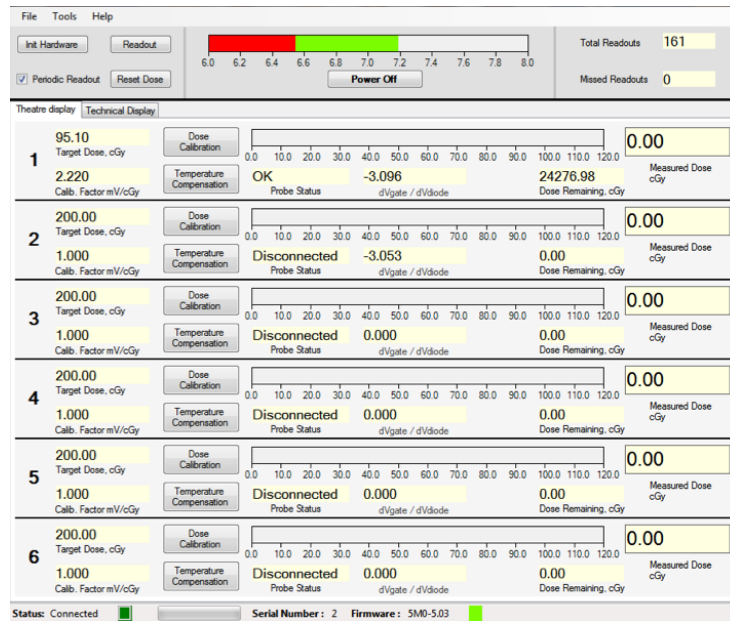 File Tools Help
Init Hardware Readout
Periodic Readout Reset Dose
6.0 6.2 6.4 6.6 6.8 7.0 7.2 7.4 7.6 7.8 8.0
Power Off
Total Readouts 161
Missed Readouts 0
Theatre display Technical Display
1
95.10
Target Dose, cGy
2.220
Calib. Factor mV/cGy
Dose Calibration
Temperature Compensation
0.0 10.0 20.0 30.0 40.0 50.0 60.0 70.0 80.0 90.0 100.0 110.0 120.0
OK
Probe Status
-3.096
dVgate / dVdiode
24276.98
Dose Remaining, cGy
0.00
Measured Dose
cGy
2
200.00
Target Dose, cGy
1.000
Calib. Factor mV/cGy
Dose Calibration
Temperature Compensation
0.0 10.0 20.0 30.0 40.0 50.0 60.0 70.0 80.0 90.0 100.0 110.0 120.0
Disconnected
Probe Status
-3.053
dVgate / dVdiode
0.00
Dose Remaining, cGy
0.00
Measured Dose
cGy
3
200.00
Target Dose, cGy
1.000
Calib. Factor mV/cGy
Dose Calibration
Temperature Compensation
0.0 10.0 20.0 30.0 40.0 50.0 60.0 70.0 80.0 90.0 100.0 110.0 120.0
Disconnected
Probe Status
0.000
dVgate / dVdiode
0.00
Dose Remaining, cGy
0.00
Measured Dose
cGy
4
200.00
Target Dose, cGy
1.000
Calib. Factor mV/cGy
Dose Calibration
Temperature Compensation
0.0 10.0 20.0 30.0 40.0 50.0 60.0 70.0 80.0 90.0 100.0 110.0 120.0
Disconnected
Probe Status
0.000
dVgate / dVdiode
0.00
Dose Remaining, cGy
0.00
Measured Dose
cGy
5
200.00
Target Dose, cGy
1.000
Calib. Factor mV/cGy
Dose Calibration
Temperature Compensation
0.0 10.0 20.0 30.0 40.0 50.0 60.0 70.0 80.0 90.0 100.0 110.0 120.0
Disconnected
Probe Status
0.000
dVgate / dVdiode
0.00
Dose Remaining, cGy
0.00
Measured Dose
cGy
6
200.00
Target Dose, cGy
1.000
Calib. Factor mV/cGy
Dose Calibration
Temperature Compensation
0.0 10.0 20.0 30.0 40.0 50.0 60.0 70.0 80.0 90.0 100.0 110.0 120.0
Disconnected
Probe Status
0.000
dVgate / dVdiode
0.00
Dose Remaining, cGy
0.00
Measured Dose
cGy
Status: Connected Serial Number : 2 Firmware : 5M0-5.03